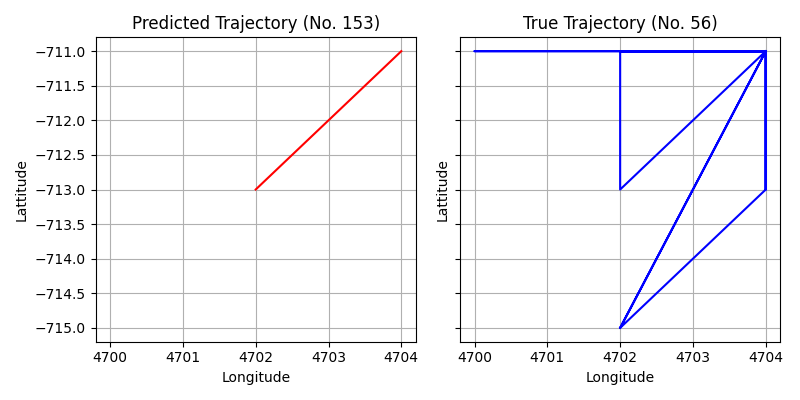 Predicted Trajectory (No. 153)
True Trajectory (No. 56)
Lattitude
−711.0
−711.5
−712.0
−712.5
−713.0
−713.5
−714.0
−714.5
−715.0
4700 4701 4702 4703 4704
Longitude
Lattitude
4700 4701 4702 4703 4704
Longitude